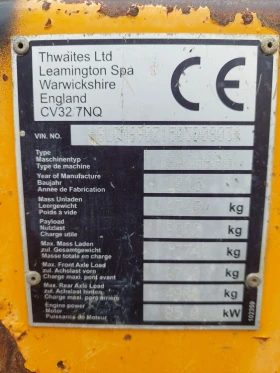 Thwaites Ltd
Leamington Spa
Warwickshire
England
CV32 7NQ
CE
VIN. NO.
Type
Maschinentyp
Type de machine
Year of Manufacture
Baujahr
Année de Fabrication
Mass Unladen
Leergewicht
Poids à vide
kg
Payload
Nutzlast
Charge utile
kg
Max. Mass Laden
zul. Gesamtgewicht
Masse totale en charge
kg
Max. Front Axle Load
zul. Achslast vorn
Charge maxi. pont avant
kg
Max. Rear Axle Load
zul. Achslast hinten
Charge maxi. pont arrière
kg
Engine power
Motor
Puissance de Moteur
kW